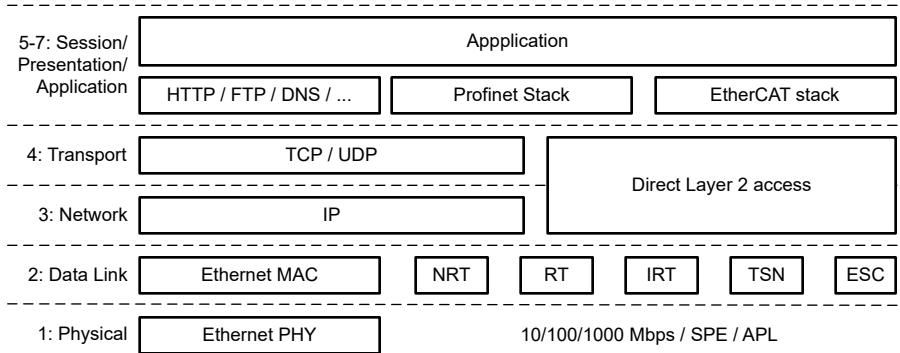 5-7: Session/
Presentation/
Application
Appplication
HTTP / FTP / DNS / ...
Profinet Stack
EtherCAT stack
4: Transport
TCP / UDP
Direct Layer 2 access
3: Network
IP
2: Data Link
Ethernet MAC
NRT
RT
IRT
TSN
ESC
1: Physical
Ethernet PHY
10/100/1000 Mbps / SPE / APL